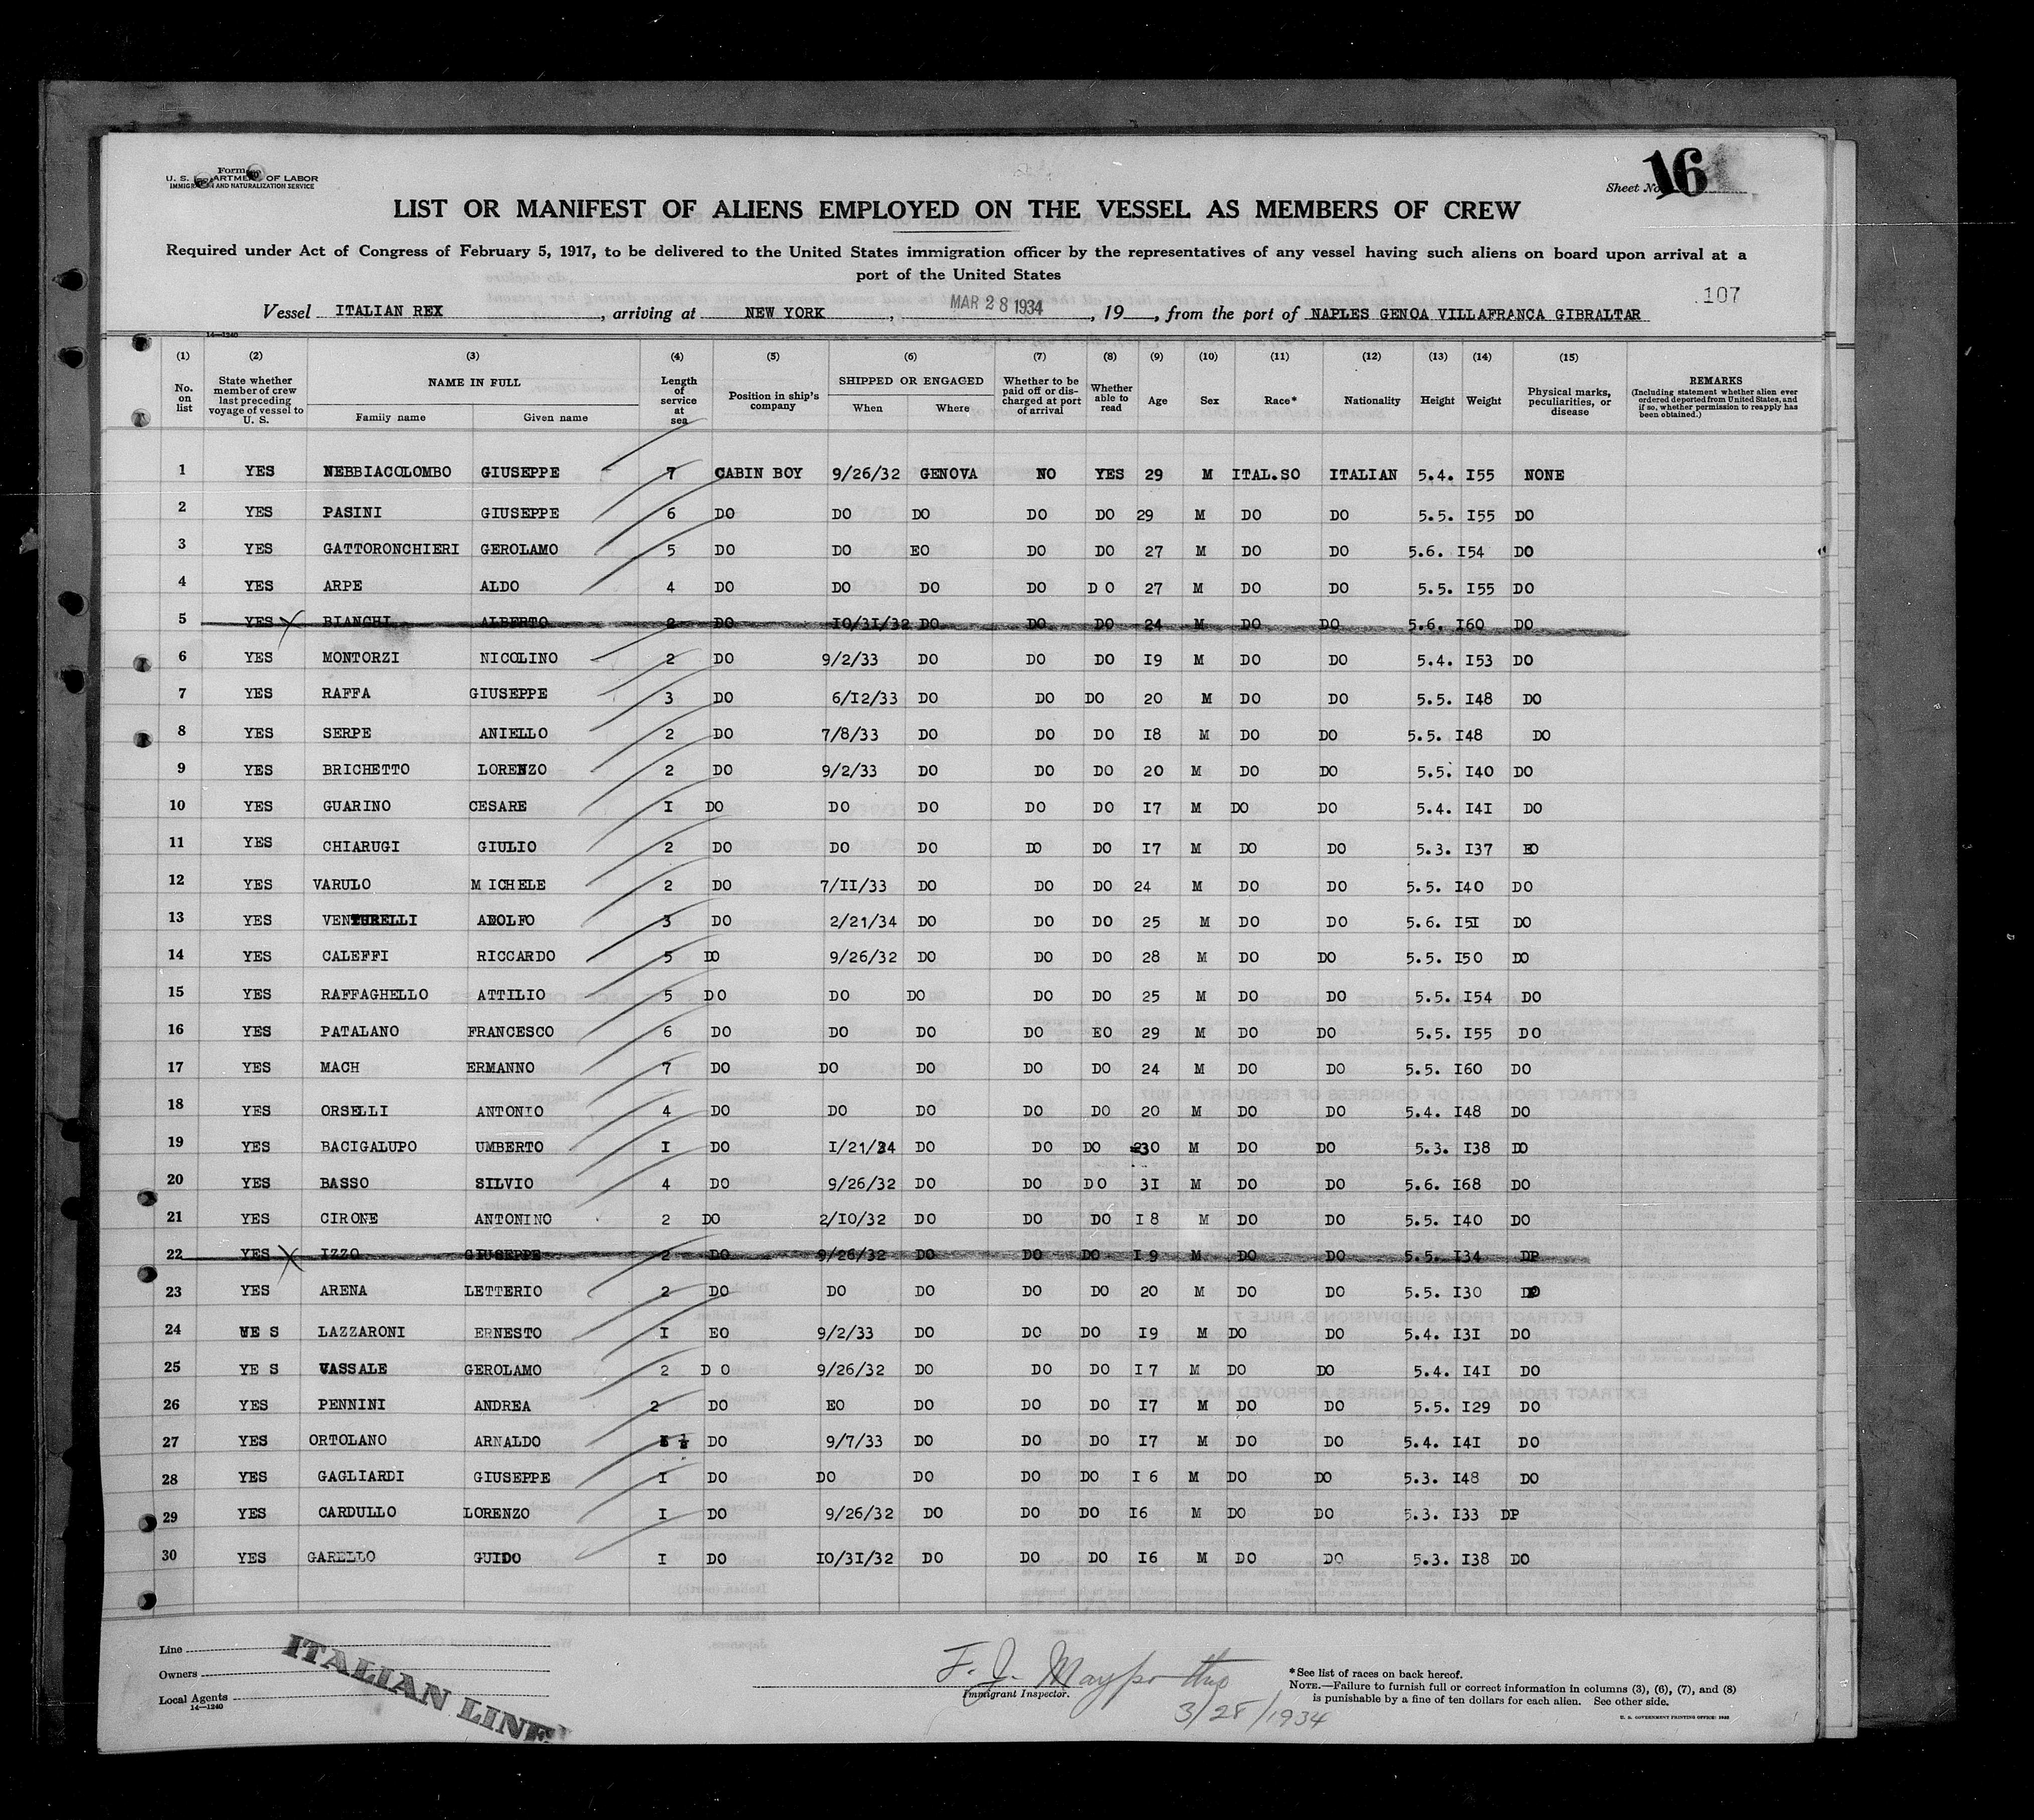 Form
U. S. DEPARTMENT OF LABOR
IMMIGRATION AND NATURALIZATION SERVICE
Sheet No. 16
LIST OR MANIFEST OF ALIENS EMPLOYED ON THE VESSEL AS MEMBERS OF CREW
Required under Act of Congress of February 5, 1917, to be delivered to the United States immigration officer by the representatives of any vessel having such aliens on board upon arrival at a
port of the United States
107
Vessel ITALIAN REX, arriving at NEW YORK, MAR 28 1934, 19__, from the port of NAPLES GENOA VILLAFRANCA GIBRALTAR
14—1240
(1) (2) (3) (4) (5) (6) (7) (8) (9) (10) (11) (12) (13) (14) (15)
No. on list | State whether member of crew last preceding voyage of vessel to U. S. | NAME IN FULL Family name Given name | Length of service at sea | Position in ship's company | SHIPPED OR ENGAGED When Where | Whether to be paid off or discharged at port of arrival | Whether able to read | Age | Sex | Race* | Nationality | Height | Weight | Physical marks, peculiarities, or disease | REMARKS (Including statement whether alien ever ordered deported from United States, and if so, whether permission to reapply has been obtained.)
1 YES NEBBIACOLOMBO GIUSEPPE 7 CABIN BOY 9/26/32 GENOVA NO YES 29 M ITAL.SO ITALIAN 5.4. I55 NONE
2 YES PASINI GIUSEPPE 6 DO DO DO DO DO 29 M DO DO 5.5. I55 DO
3 YES GATTORONCHIERI GEROLAMO 5 DO DO EO DO DO 27 M DO DO 5.6. I54 DO
4 YES ARPE ALDO 4 DO DO DO DO D O 27 M DO DO 5.5. I55 DO
5 YES X BIANCHI ALBERTO 2 DO IO/3I/32 DO DO DO 24 M DO DO 5.6. I60 DO
6 YES MONTORZI NICOLINO 2 DO 9/2/33 DO DO DO I9 M DO DO 5.4. I53 DO
7 YES RAFFA GIUSEPPE 3 DO 6/I2/33 DO DO DO 20 M DO DO 5.5. I48 DO
8 YES SERPE ANIELLO 2 DO 7/8/33 DO DO DO I8 M DO DO 5.5. I48 DO
9 YES BRICHETTO LORENZO 2 DO 9/2/33 DO DO DO 20 M DO DO 5.5. I40 DO
10 YES GUARINO CESARE I DO DO DO DO DO I7 M DO DO 5.4. I4I DO
11 YES CHIARUGI GIULIO 2 DO DO DO DO DO I7 M DO DO 5.3. I37 EO
12 YES VARULO M ICHELE 2 DO 7/II/33 DO DO DO 24 M DO DO 5.5. I40 DO
13 YES VENTURELLI ADOLFO 3 DO 2/2I/34 DO DO DO 25 M DO DO 5.6. I5I DO
14 YES CALEFFI RICCARDO 5 DO 9/26/32 DO DO DO 28 M DO DO 5.5. I50 DO
15 YES RAFFAGHELLO ATTILIO 5 DO DO DO DO DO 25 M DO DO 5.5. I54 DO
16 YES PATALANO FRANCESCO 6 DO DO DO DO EO 29 M DO DO 5.5. I55 DO
17 YES MACH ERMANNO 7 DO DO DO DO DO 24 M DO DO 5.5. I60 DO
18 YES ORSELLI ANTONIO 4 DO DO DO DO DO 20 M DO DO 5.4. I48 DO
19 YES BACIGALUPO UMBERTO I DO I/2I/34 DO DO DO 30 M DO DO 5.3. I38 DO
20 YES BASSO SILVIO 4 DO 9/26/32 DO DO D O 3I M DO DO 5.6. I68 DO
21 YES CIRONE ANTONINO 2 DO 2/IO/32 DO DO DO I 8 M DO DO 5.5. I40 DO
22 YES X IZZO GIUSEPPE 2 DO 9/26/32 DO DO DO I 9 M DO DO 5.5. I34 DP
23 YES ARENA LETTERIO 2 DO DO DO DO DO 20 M DO DO 5.5. I30 DO
24 YE S LAZZARONI ERNESTO I EO 9/2/33 DO DO DO I9 M DO DO 5.4. I3I DO
25 YE S VASSALE GEROLAMO 2 D O 9/26/32 DO DO DO I 7 M DO DO 5.4. I4I DO
26 YES PENNINI ANDREA 2 DO EO DO DO DO I7 M DO DO 5.5. I29 DO
27 YES ORTOLANO ARNALDO ½ DO 9/7/33 DO DO DO I7 M DO DO 5.4. I4I DO
28 YES GAGLIARDI GIUSEPPE I DO DO DO DO DO I 6 M DO DO 5.3. I48 DO
29 YES CARDULLO LORENZO I DO 9/26/32 DO DO DO I6 M DO DO 5.3. I33 DP
30 YES GARELLO GUIDO I DO IO/3I/32 DO DO DO I6 M DO DO 5.3. I38 DO
Line
Owners
Local Agents
14—1240
ITALIAN LINE
F. J.
Immigrant Inspector.
3/28/1934
*See list of races on back hereof.
NOTE.—Failure to furnish full or correct information in columns (3), (6), (7), and (8)
is punishable by a fine of ten dollars for each alien. See other side.
U. S. GOVERNMENT PRINTING OFFICE: